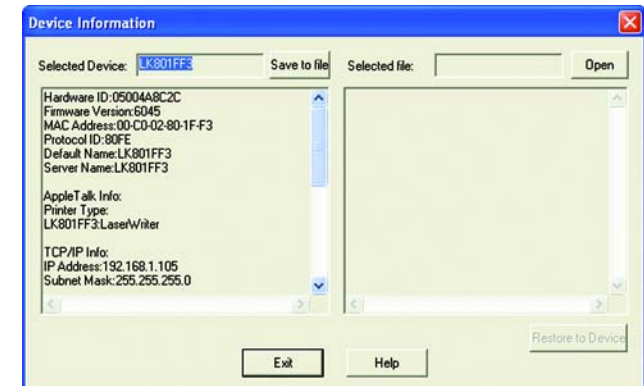 Device Information
Selected Device: LK801FF3 Save to file Selected file: Open
Hardware ID:05004A8C2C
Firmware Version:6045
MAC Address:00-C0-02-80-1F-F3
Protocol ID:80FE
Default Name:LK801FF3
Server Name:LK801FF3
AppleTalk Info:
Printer Type:
LK801FF3:LaserWriter
TCP/IP Info:
IP Address:192.168.1.105
Subnet Mask:255.255.255.0
Restore to Device
Exit Help